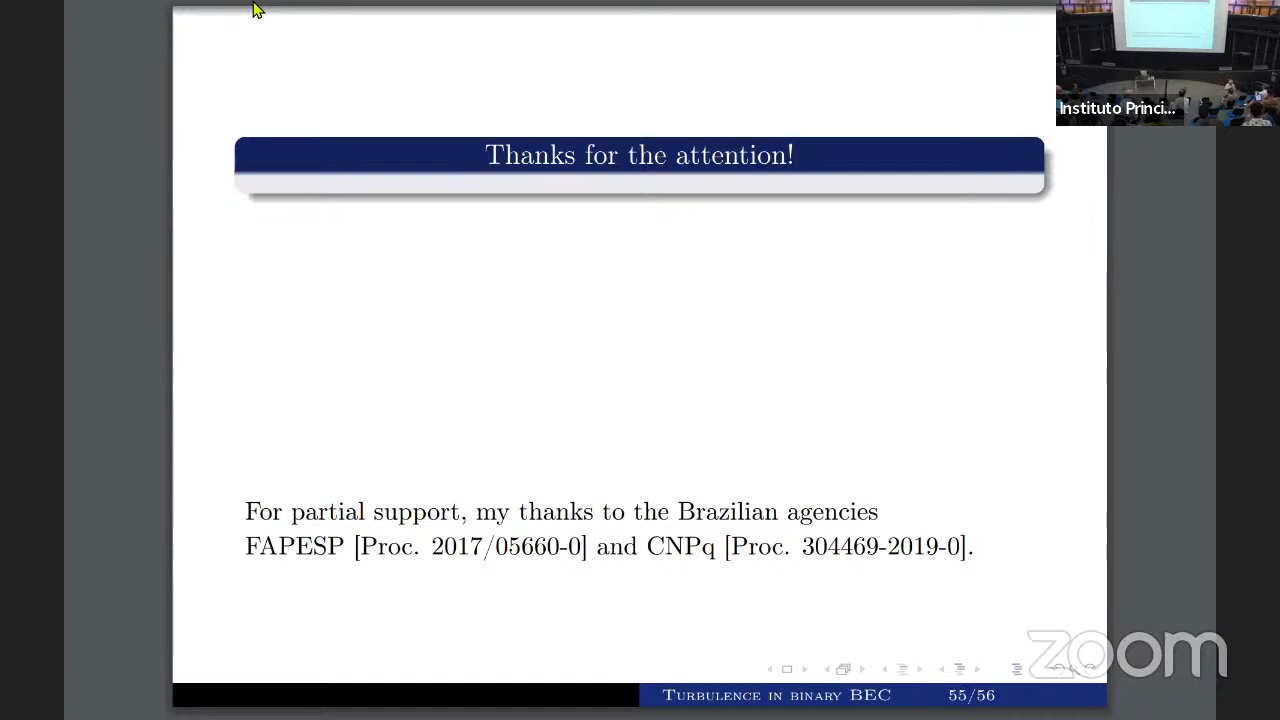 Instituto Princi...
Thanks for the attention!
For partial support, my thanks to the Brazilian agencies
FAPESP [Proc. 2017/05660-0] and CNPq [Proc. 304469-2019-0].
zoom
Turbulence in binary BEC 55/56